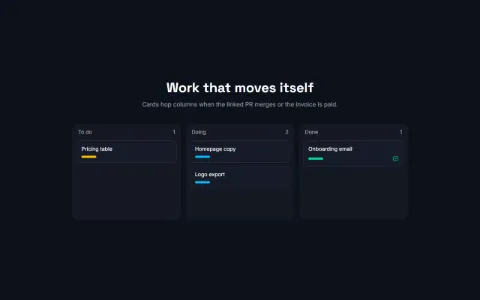 Work that moves itself
Cards hop columns when the linked PR merges or the invoice is paid.
To do 1
Doing 2
Done 1
Pricing table
Homepage copy
Onboarding email
Logo export